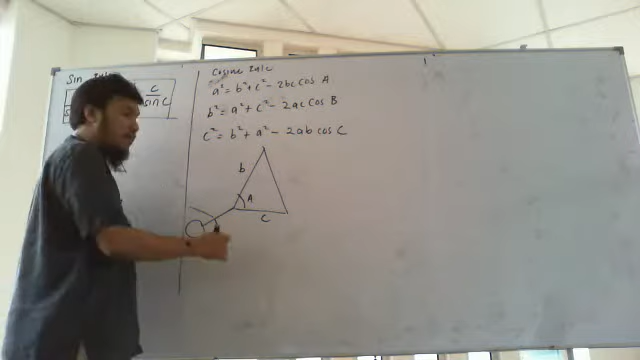 Sin
C
Sin C
Cosine rule
a² = b² + c² - 2bc cos A
b² = a² + c² - 2ac cos B
c² = b² + a² - 2ab cos C
b
A
c